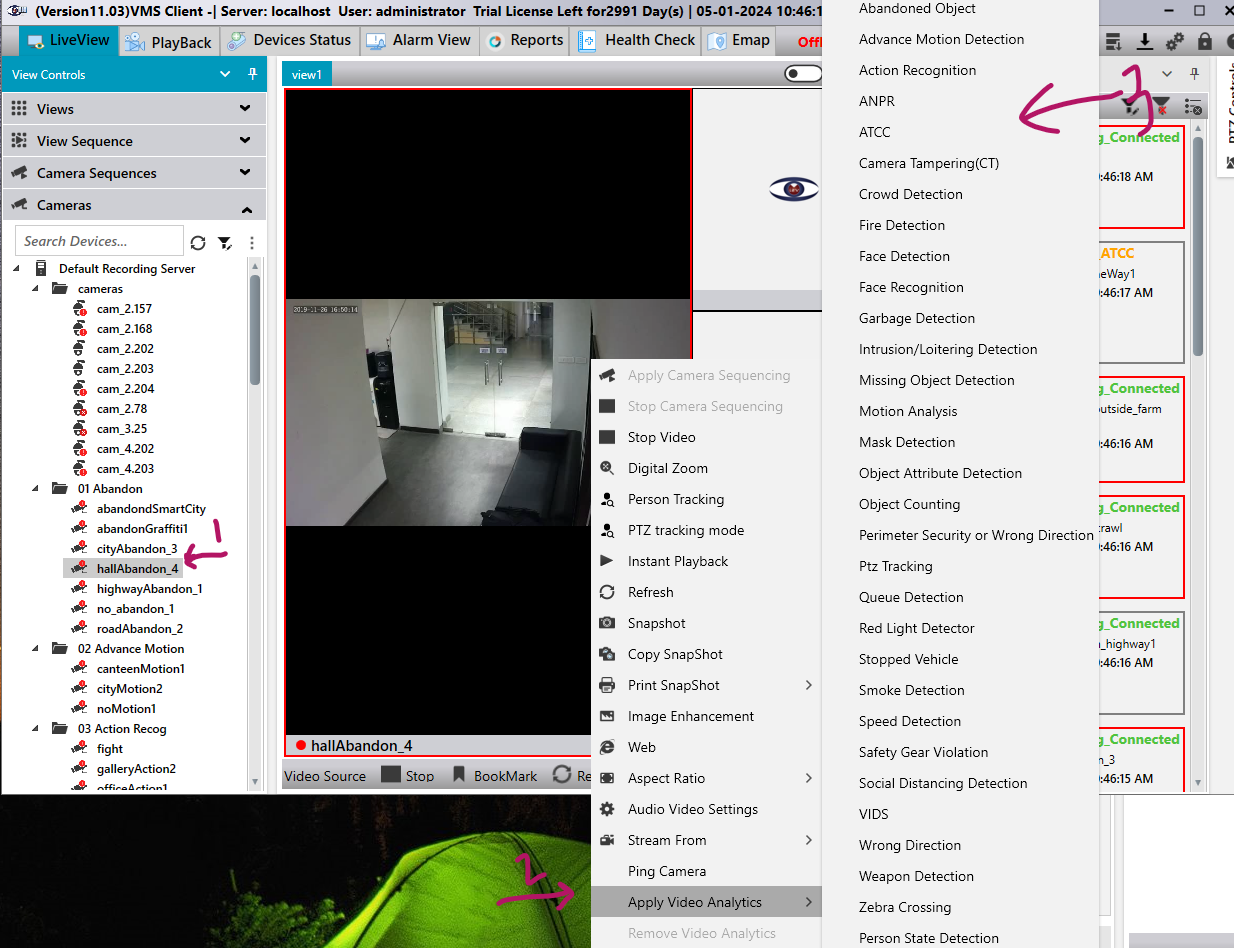 (Version11.03)VMS Client -| Server: localhost User: administrator Trial License Left for2991 Day(s) | 05-01-2024 10:46:1
LiveView
PlayBack
Devices Status
Alarm View
Reports
Health Check
Emap
Offl
View Controls
Views
View Sequence
Camera Sequences
Cameras
Search Devices...
Default Recording Server
cameras
cam_2.157
cam_2.168
cam_2.202
cam_2.203
cam_2.204
cam_2.78
cam_3.25
cam_4.202
cam_4.203
01 Abandon
abandondSmartCity
abandonGraffiti1
cityAbandon_3
hallAbandon_4
highwayAbandon_1
no_abandon_1
roadAbandon_2
02 Advance Motion
canteenMotion1
cityMotion2
noMotion1
03 Action Recog
fight
galleryAction2
officeAction1
1
view1
2019-11-26 16:50:14
hallAbandon_4
Video Source
Stop
BookMark
Re
2
Apply Camera Sequencing
Stop Camera Sequencing
Stop Video
Digital Zoom
Person Tracking
PTZ tracking mode
Instant Playback
Refresh
Snapshot
Copy SnapShot
Print SnapShot
Image Enhancement
Web
Aspect Ratio
Audio Video Settings
Stream From
Ping Camera
Apply Video Analytics
Remove Video Analytics
Abandoned Object
Advance Motion Detection
Action Recognition
ANPR
ATCC
Camera Tampering(CT)
Crowd Detection
Fire Detection
Face Detection
Face Recognition
Garbage Detection
Intrusion/Loitering Detection
Missing Object Detection
Motion Analysis
Mask Detection
Object Attribute Detection
Object Counting
Perimeter Security or Wrong Direction
Ptz Tracking
Queue Detection
Red Light Detector
Stopped Vehicle
Smoke Detection
Speed Detection
Safety Gear Violation
Social Distancing Detection
VIDS
Wrong Direction
Weapon Detection
Zebra Crossing
Person State Detection
3
g_Connected
:46:18 AM
_ATCC
eWay1
:46:17 AM
g_Connected
outside_farm
:46:16 AM
g_Connected
crawl
:46:16 AM
g_Connected
n_highway1
:46:16 AM
g_Connected
n_3
:46:15 AM
PTZ Controls